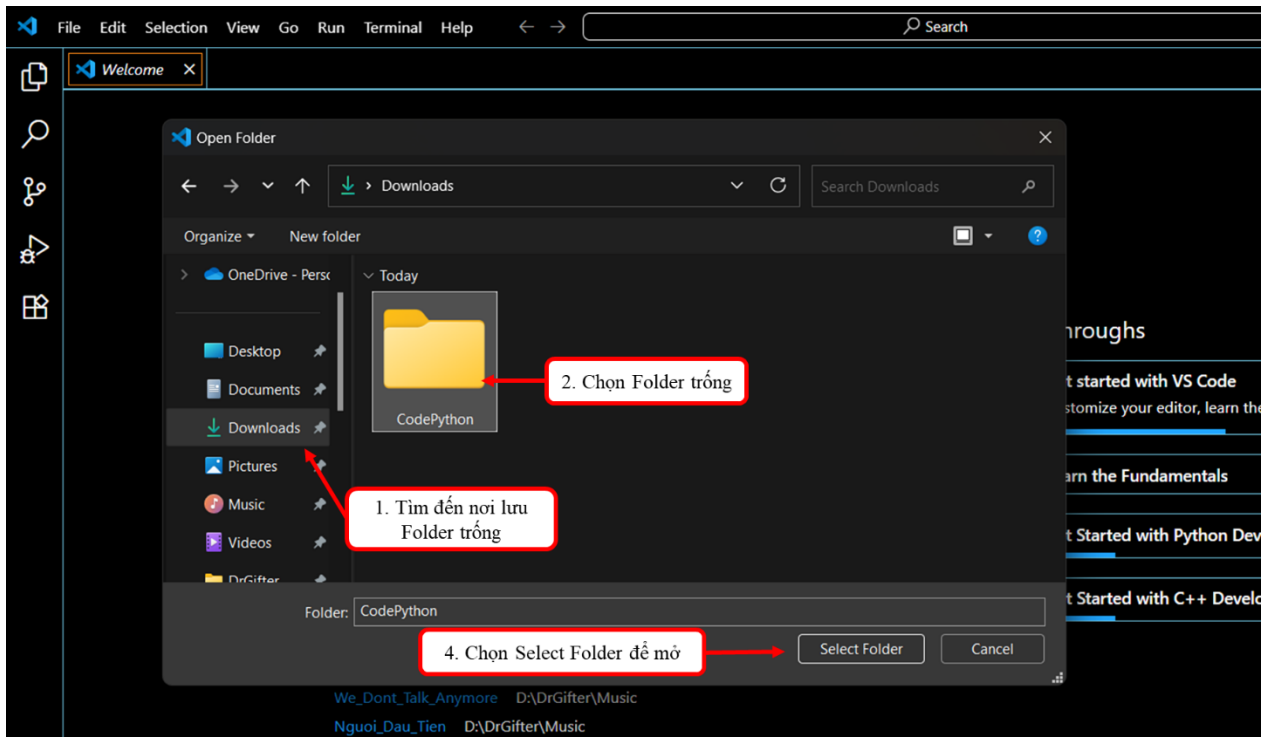 File Edit Selection View Go Run Terminal Help Search
Welcome
Open Folder
Downloads Search Downloads
Organize New folder
OneDrive - Perso
Today
Desktop
Documents
Downloads
Pictures
Music
Videos
DrGifter
CodePython
2. Chọn Folder trống
1. Tìm đến nơi lưu
Folder trống
hroughs
t started with VS Code
stomize your editor, learn the
arn the Fundamentals
t Started with Python Dev
t Started with C++ Develo
Folder: CodePython
4. Chọn Select Folder để mở
Select Folder Cancel
We_Dont_Talk_Anymore D:\DrGifter\Music
Nguoi_Dau_Tien D:\DrGifter\Music